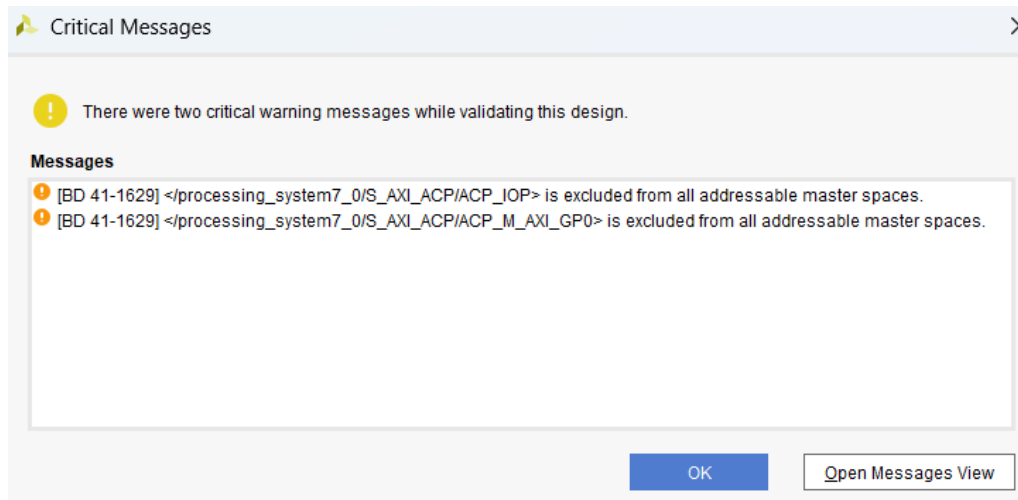 Critical Messages
There were two critical warning messages while validating this design.
Messages
[BD 41-1629] </processing_system7_0/S_AXI_ACP/ACP_IOP> is excluded from all addressable master spaces.
[BD 41-1629] </processing_system7_0/S_AXI_ACP/ACP_M_AXI_GP0> is excluded from all addressable master spaces.
OK
Open Messages View